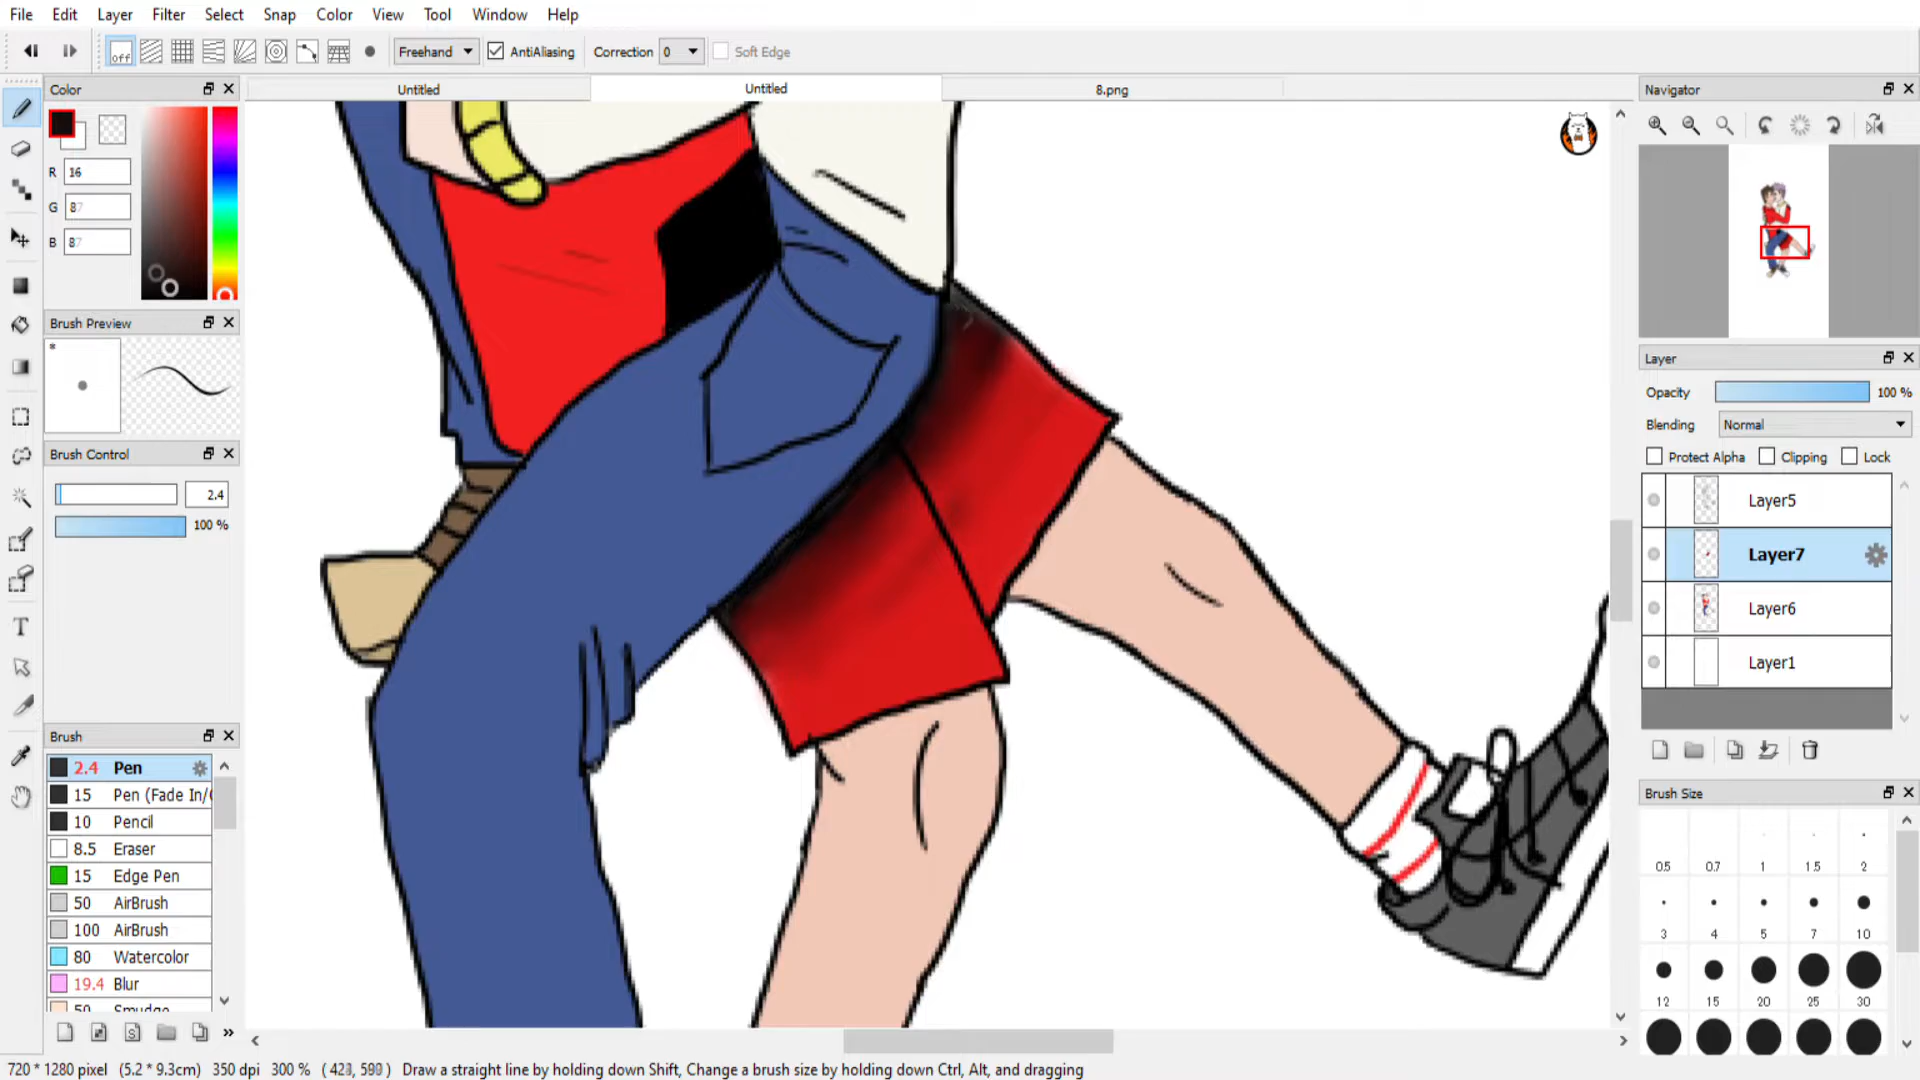 File Edit Layer Filter Select Snap Color View Tool Window Help
off Freehand AntiAliasing Correction 0 Soft Edge
Color
Untitled Untitled 8.png
R 16
G
B
Brush Preview
*
Brush Control
2.4
100 %
Brush
2.4 Pen
15 Pen (Fade In/
10 Pencil
8.5 Eraser
15 Edge Pen
50 AirBrush
100 AirBrush
80 Watercolor
19.4 Blur
50 Smudge
T
S
Navigator
Layer
Opacity 100 %
Blending Normal
Protect Alpha Clipping Lock
Layer5
Layer7
Layer6
Layer1
Brush Size
0.5 0.7 1 1.5 2
3 4 5 7 10
12 15 20 25 30
720 * 1280 pixel (5.2 * 9.3cm) 350 dpi 300 % Draw a straight line by holding down Shift, Change a brush size by holding down Ctrl, Alt, and dragging